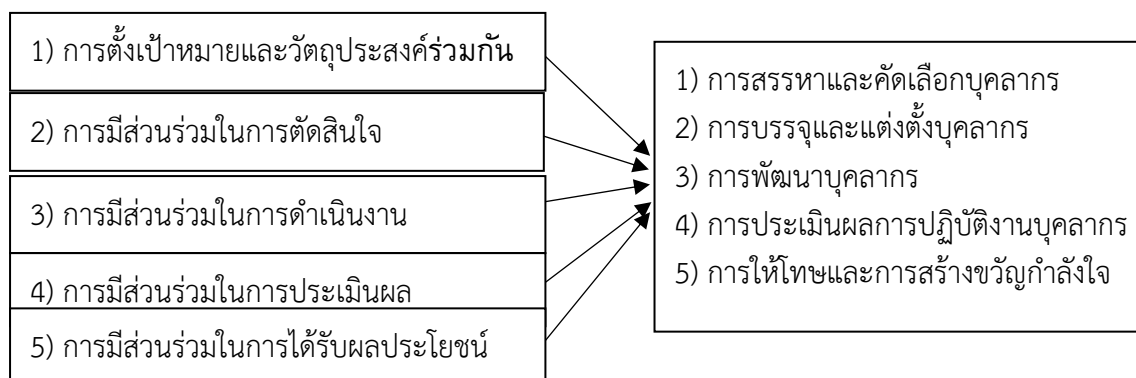 1) การตั้งเป้าหมายและวัตถุประสงค์ร่วมกัน
2) การมีส่วนร่วมในการตัดสินใจ
3) การมีส่วนร่วมในการดำเนินงาน
4) การมีส่วนร่วมในการประเมินผล
5) การมีส่วนร่วมในการได้รับผลประโยชน์
1) การสรรหาและคัดเลือกบุคลากร
2) การบรรจุและแต่งตั้งบุคลากร
3) การพัฒนาบุคลากร
4) การประเมินผลการปฏิบัติงานบุคลากร
5) การให้โทษและการสร้างขวัญกำลังใจ